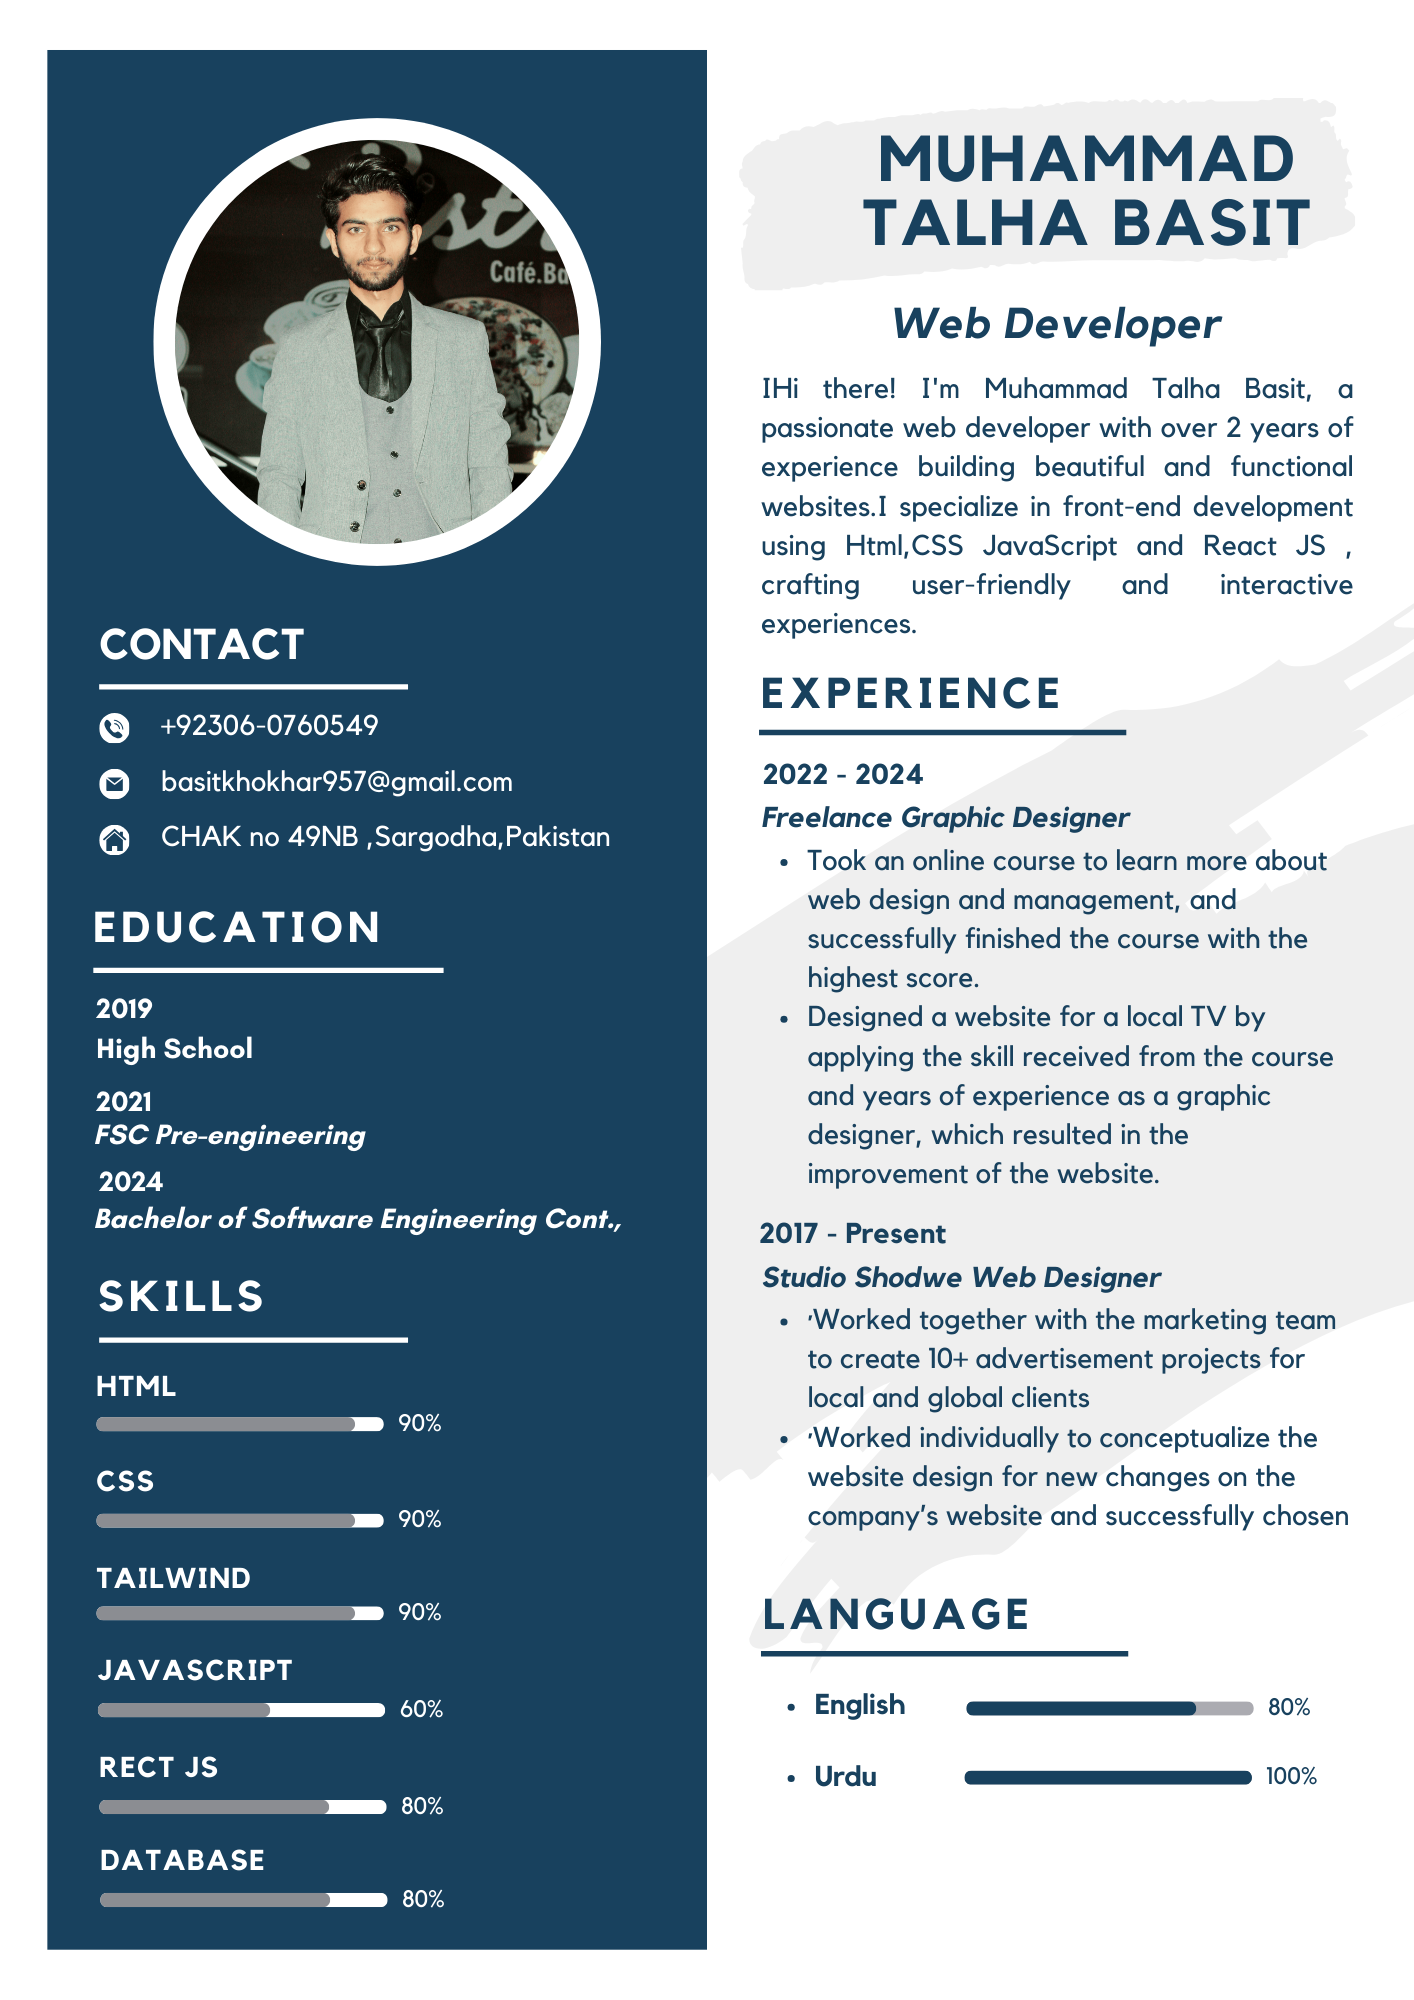 CONTACT
+92306-0760549
basitkhokhar957@gmail.com
CHAK no 49NB ,Sargodha,Pakistan
EDUCATION
2019
High School
2021
FSC Pre-engineering
2024
Bachelor of Software Engineering Cont.,
SKILLS
HTML
90%
CSS
90%
TAILWIND
90%
JAVASCRIPT
60%
RECT JS
80%
DATABASE
80%
MUHAMMAD
TALHA BASIT
Web Developer
IHi there! I'm Muhammad Talha Basit, a
passionate web developer with over 2 years of
experience building beautiful and functional
websites.I specialize in front-end development
using Html,CSS JavaScript and React JS ,
crafting user-friendly and interactive
experiences.
EXPERIENCE
2022 - 2024
Freelance Graphic Designer
• Took an online course to learn more about
web design and management, and
successfully finished the course with the
highest score.
• Designed a website for a local TV by
applying the skill received from the course
and years of experience as a graphic
designer, which resulted in the
improvement of the website.
2017 - Present
Studio Shodwe Web Designer
• ‘Worked together with the marketing team
to create 10+ advertisement projects for
local and global clients
• ‘Worked individually to conceptualize the
website design for new changes on the
company’s website and successfully chosen
LANGUAGE
• English 80%
• Urdu 100%
Café.Ba